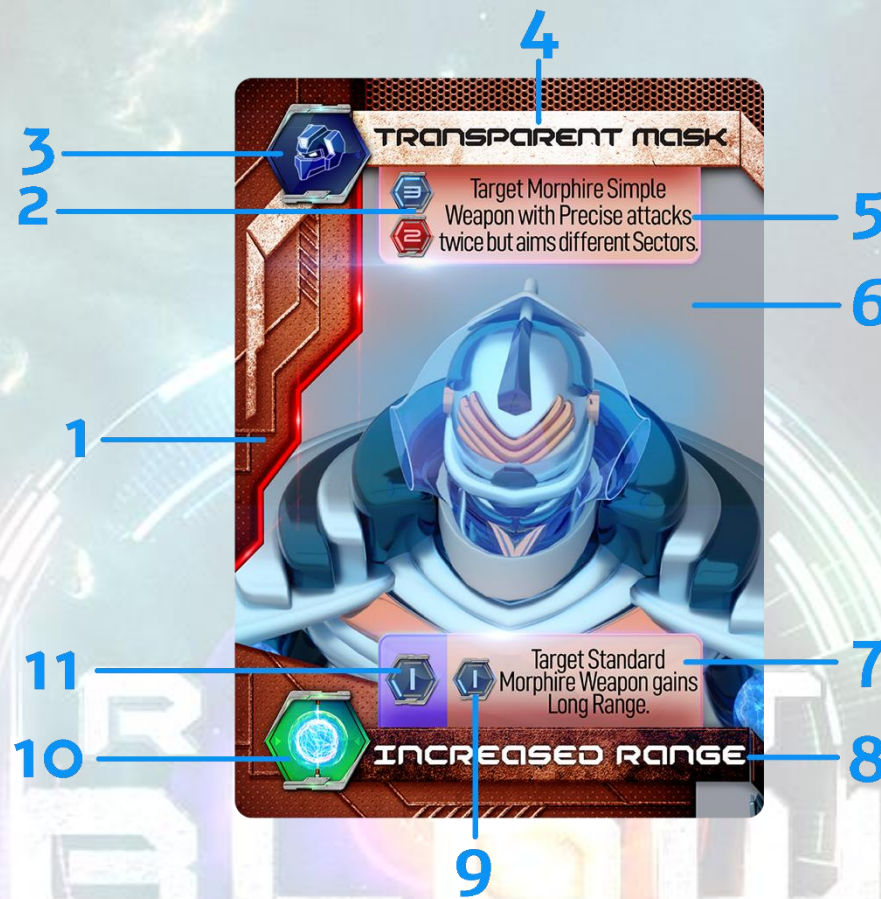 4
TRANSPARENT MASK
3
2
3
Target Morphire Simple
Weapon with Precise attacks
twice but aims different Sectors.
2
5
6
1
11
1
1
Target Standard
Morphire Weapon gains
Long Range.
7
10
INCREASED RANGE
8
9